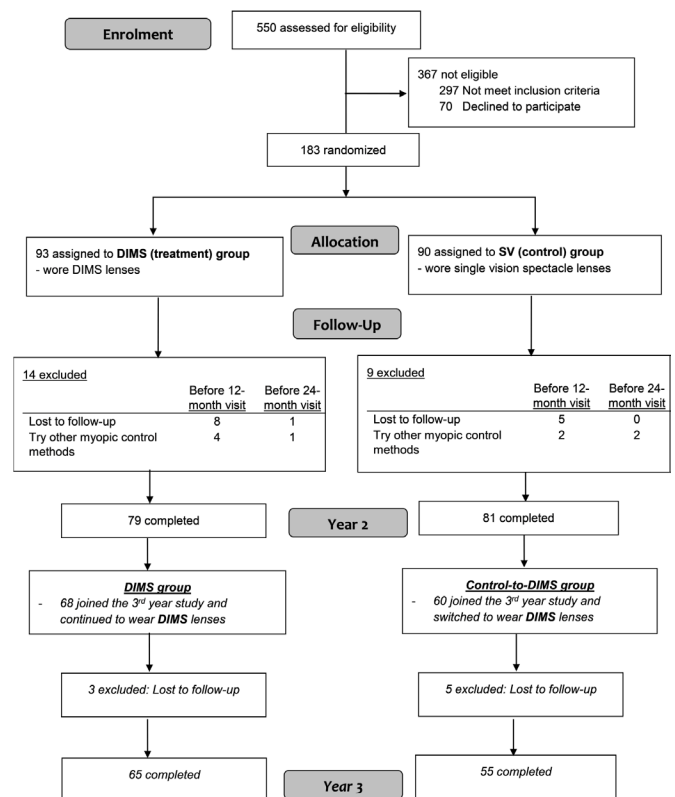 Enrolment
550 assessed for eligibility
367 not eligible
297 Not meet inclusion criteria
70 Declined to participate
183 randomized
Allocation
93 assigned to DIMS (treatment) group
- wore DIMS lenses
90 assigned to SV (control) group
- wore single vision spectacle lenses
Follow-Up
14 excluded
Before 12- Before 24-
month visit month visit
Lost to follow-up 8 1
Try other myopic control 4 1
methods
9 excluded
Before 12- Before 24-
month visit month visit
Lost to follow-up 5 0
Try other myopic control 2 2
methods
79 completed
Year 2
81 completed
DIMS group
- 68 joined the 3rd year study and
continued to wear DIMS lenses
Control-to-DIMS group
- 60 joined the 3rd year study and
switched to wear DIMS lenses
3 excluded: Lost to follow-up
5 excluded: Lost to follow-up
65 completed
Year 3
55 completed